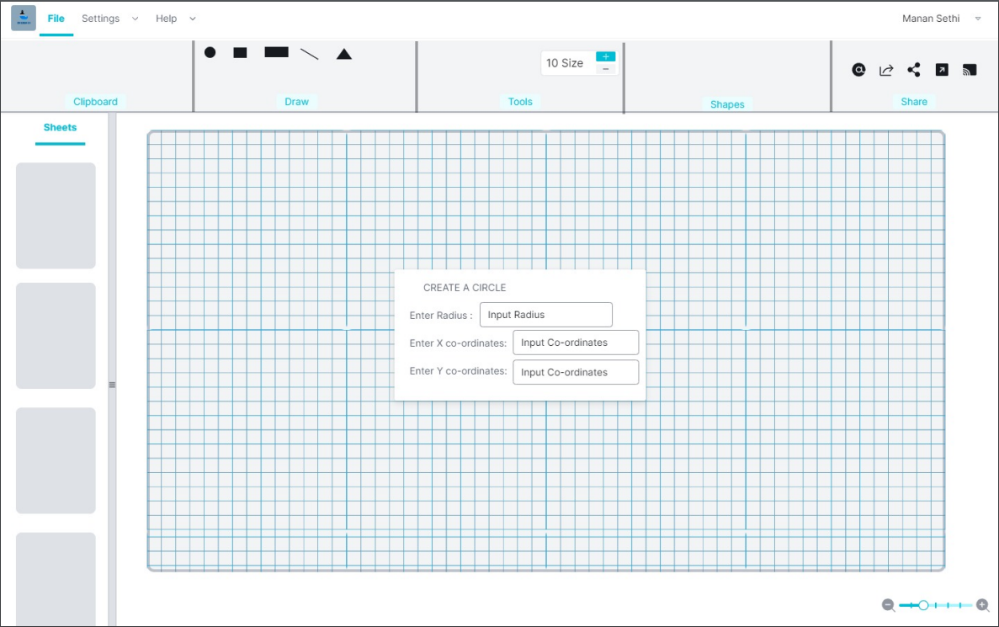 File Settings Help Manan Sethi
10 Size
Clipboard Draw Tools Shapes Share
Sheets
CREATE A CIRCLE
Enter Radius : Input Radius
Enter X co-ordinates: Input Co-ordinates
Enter Y co-ordinates: Input Co-ordinates